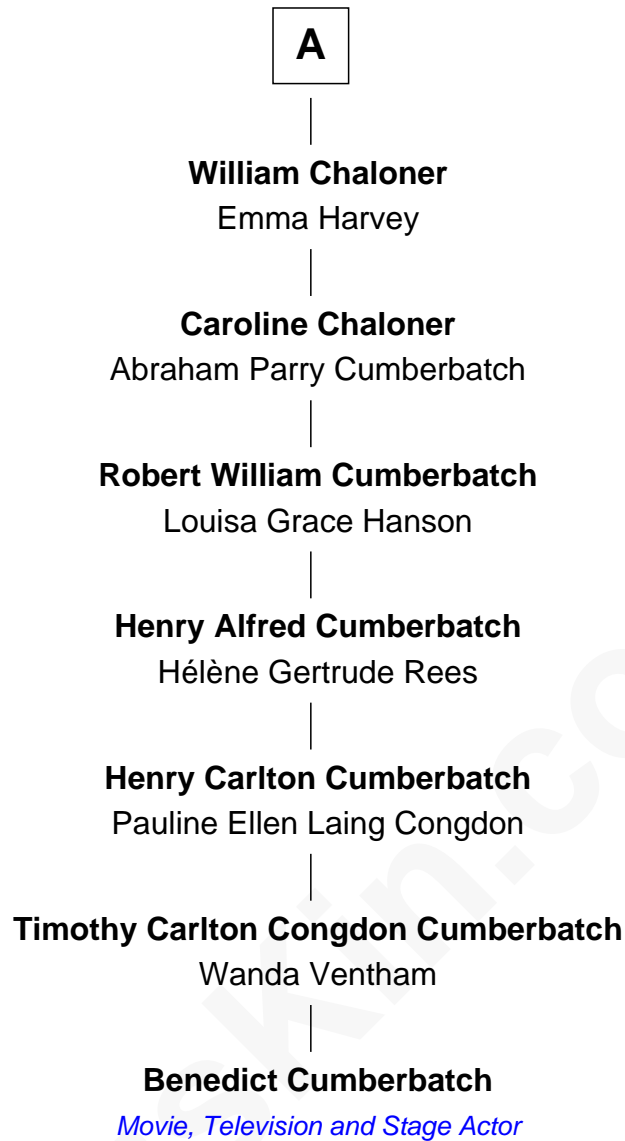 A
William Chaloner
Emma Harvey
Caroline Chaloner
Abraham Parry Cumberbatch
Robert William Cumberbatch
Louisa Grace Hanson
Henry Alfred Cumberbatch
Hélène Gertrude Rees
Henry Carlton Cumberbatch
Pauline Ellen Laing Congdon
Timothy Carlton Congdon Cumberbatch
Wanda Ventham
Benedict Cumberbatch
Movie, Television and Stage Actor